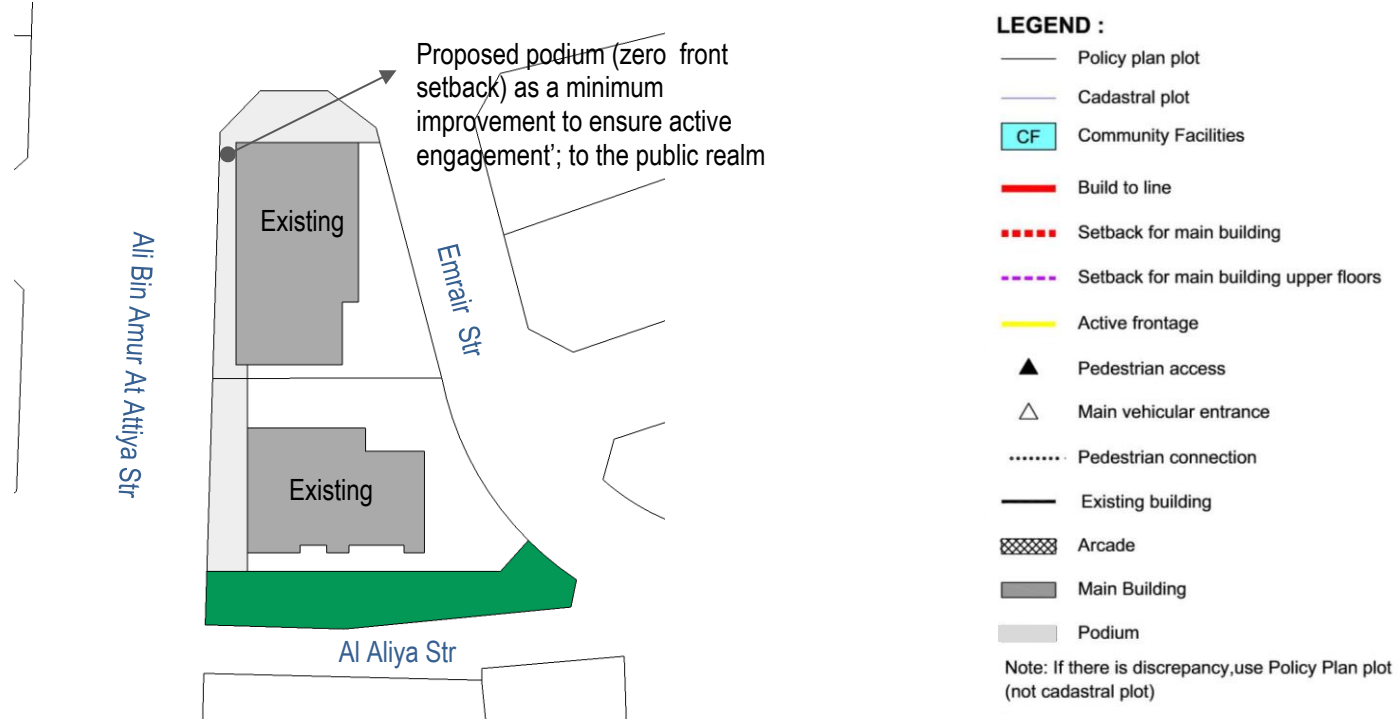 Proposed podium (zero front
setback) as a minimum
improvement to ensure active
engagement’; to the public realm
Existing
Ali Bin Amur At Attiya Str
Emrair Str
Existing
Al Aliya Str
LEGEND :
Policy plan plot
Cadastral plot
CF Community Facilities
Build to line
Setback for main building
Setback for main building upper floors
Active frontage
Pedestrian access
Main vehicular entrance
Pedestrian connection
Existing building
Arcade
Main Building
Podium
Note: If there is discrepancy,use Policy Plan plot
(not cadastral plot)